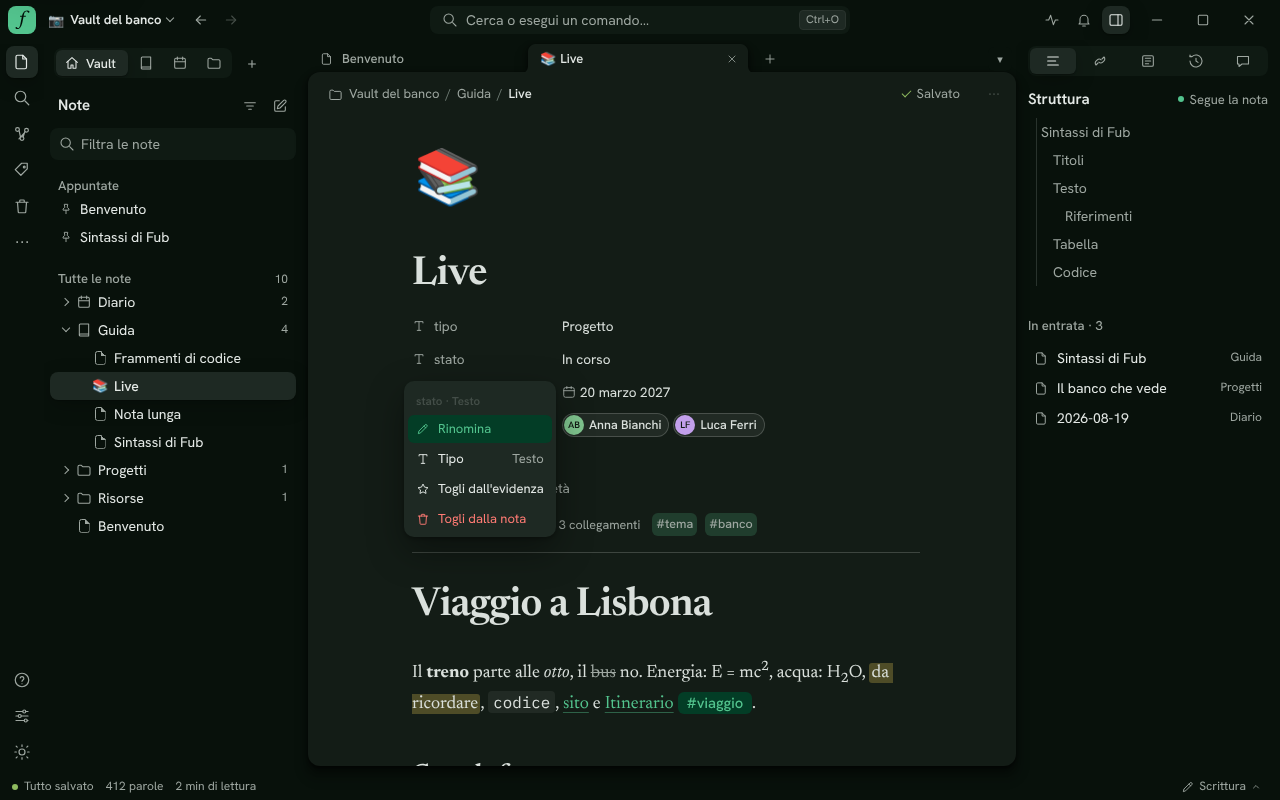 Vault del banco
Cerca o esegui un comando...
Ctrl+O
Vault
Benvenuto
Live
Note
Filtra le note
Appuntate
Benvenuto
Sintassi di Fub
Tutte le note 10
Diario 2
Guida 4
Frammenti di codice
Live
Nota lunga
Sintassi di Fub
Progetti 1
Risorse 1
Benvenuto
Vault del banco / Guida / Live
Salvato
Live
tipo Progetto
stato In corso
20 marzo 2027
AB Anna Bianchi LF Luca Ferri
stato · Testo
Rinomina
Tipo Testo
Togli dall'evidenza
Togli dalla nota
età
3 collegamenti #tema #banco
Viaggio a Lisbona
Il treno parte alle otto, il bus no. Energia: E = mc², acqua: H₂O, da
ricordare, codice, sito e Itinerario #viaggio.
Struttura
Segue la nota
Sintassi di Fub
Titoli
Testo
Riferimenti
Tabella
Codice
In entrata · 3
Sintassi di Fub Guida
Il banco che vede Progetti
2026-08-19 Diario
Tutto salvato 412 parole 2 min di lettura
Scrittura